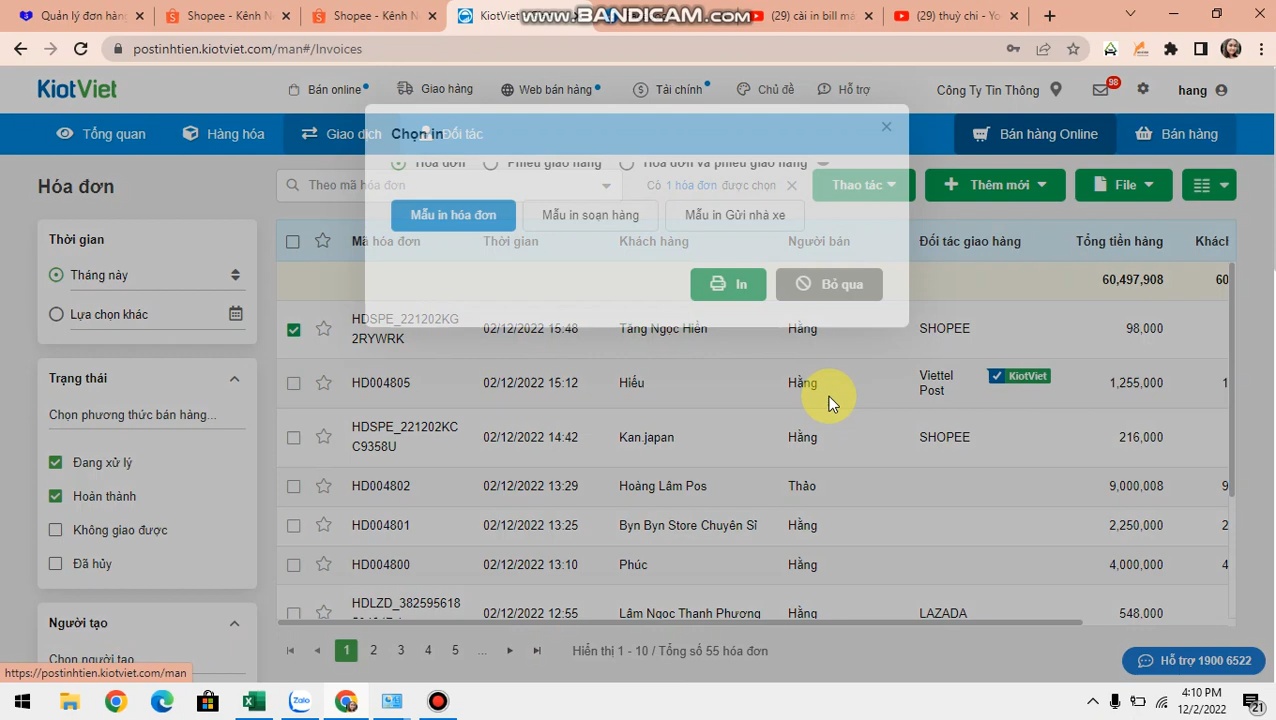 Quản lý đơn hàng
Shopee - Kênh N
Shopee - Kênh N
KiotViet
www.BANDICAM.com
(29) cài in bill mã
(29) thuỳ chi - Yo
postinhtien.kiotviet.com/man#/Invoices
KiotViet
Bán online
Giao hàng
Web bán hàng
Tài chính
Chủ đề
Hỗ trợ
Công Ty Tin Thông
98
hang
Tổng quan
Hàng hóa
Giao dịch
Đối tác
Bán hàng Online
Bán hàng
Chọn in
Hóa đơn
Phiếu giao hàng
Hóa đơn và phiếu giao hàng
Mẫu in hóa đơn
Mẫu in soạn hàng
Mẫu in Gửi nhà xe
In
Bỏ qua
Hóa đơn
Theo mã hóa đơn
Có 1 hóa đơn được chọn
Thao tác
Thêm mới
File
Thời gian
Tháng này
Lựa chọn khác
Trạng thái
Chọn phương thức bán hàng...
Đang xử lý
Hoàn thành
Không giao được
Đã hủy
Người tạo
Chọn người tạo
Mã hóa đơn Thời gian Khách hàng Người bán Đối tác giao hàng Tổng tiền hàng Khách
60,497,908 60
HDSPE_221202KG
2RYWRK 02/12/2022 15:48 Tăng Ngọc Hiền Hằng SHOPEE 98,000
HD004805 02/12/2022 15:12 Hiếu Hằng Viettel Post KiotViet 1,255,000 1
HDSPE_221202KC
C9358U 02/12/2022 14:42 Kan.japan Hằng SHOPEE 216,000
HD004802 02/12/2022 13:29 Hoàng Lâm Pos Thảo 9,000,008 9
HD004801 02/12/2022 13:25 Byn Byn Store Chuyên Sỉ Hằng 2,250,000 2
HD004800 02/12/2022 13:10 Phúc Hằng 4,000,000 4
HDLZD_382595618
02/12/2022 12:55 Lâm Ngọc Thanh Phương Hằng LAZADA 548,000
1 2 3 4 5 ...
Hiển thị 1 - 10 / Tổng số 55 hóa đơn
Hỗ trợ 1900 6522
https://postinhtien.kiotviet.com/man
Zalo
4:10 PM
12/2/2022
21